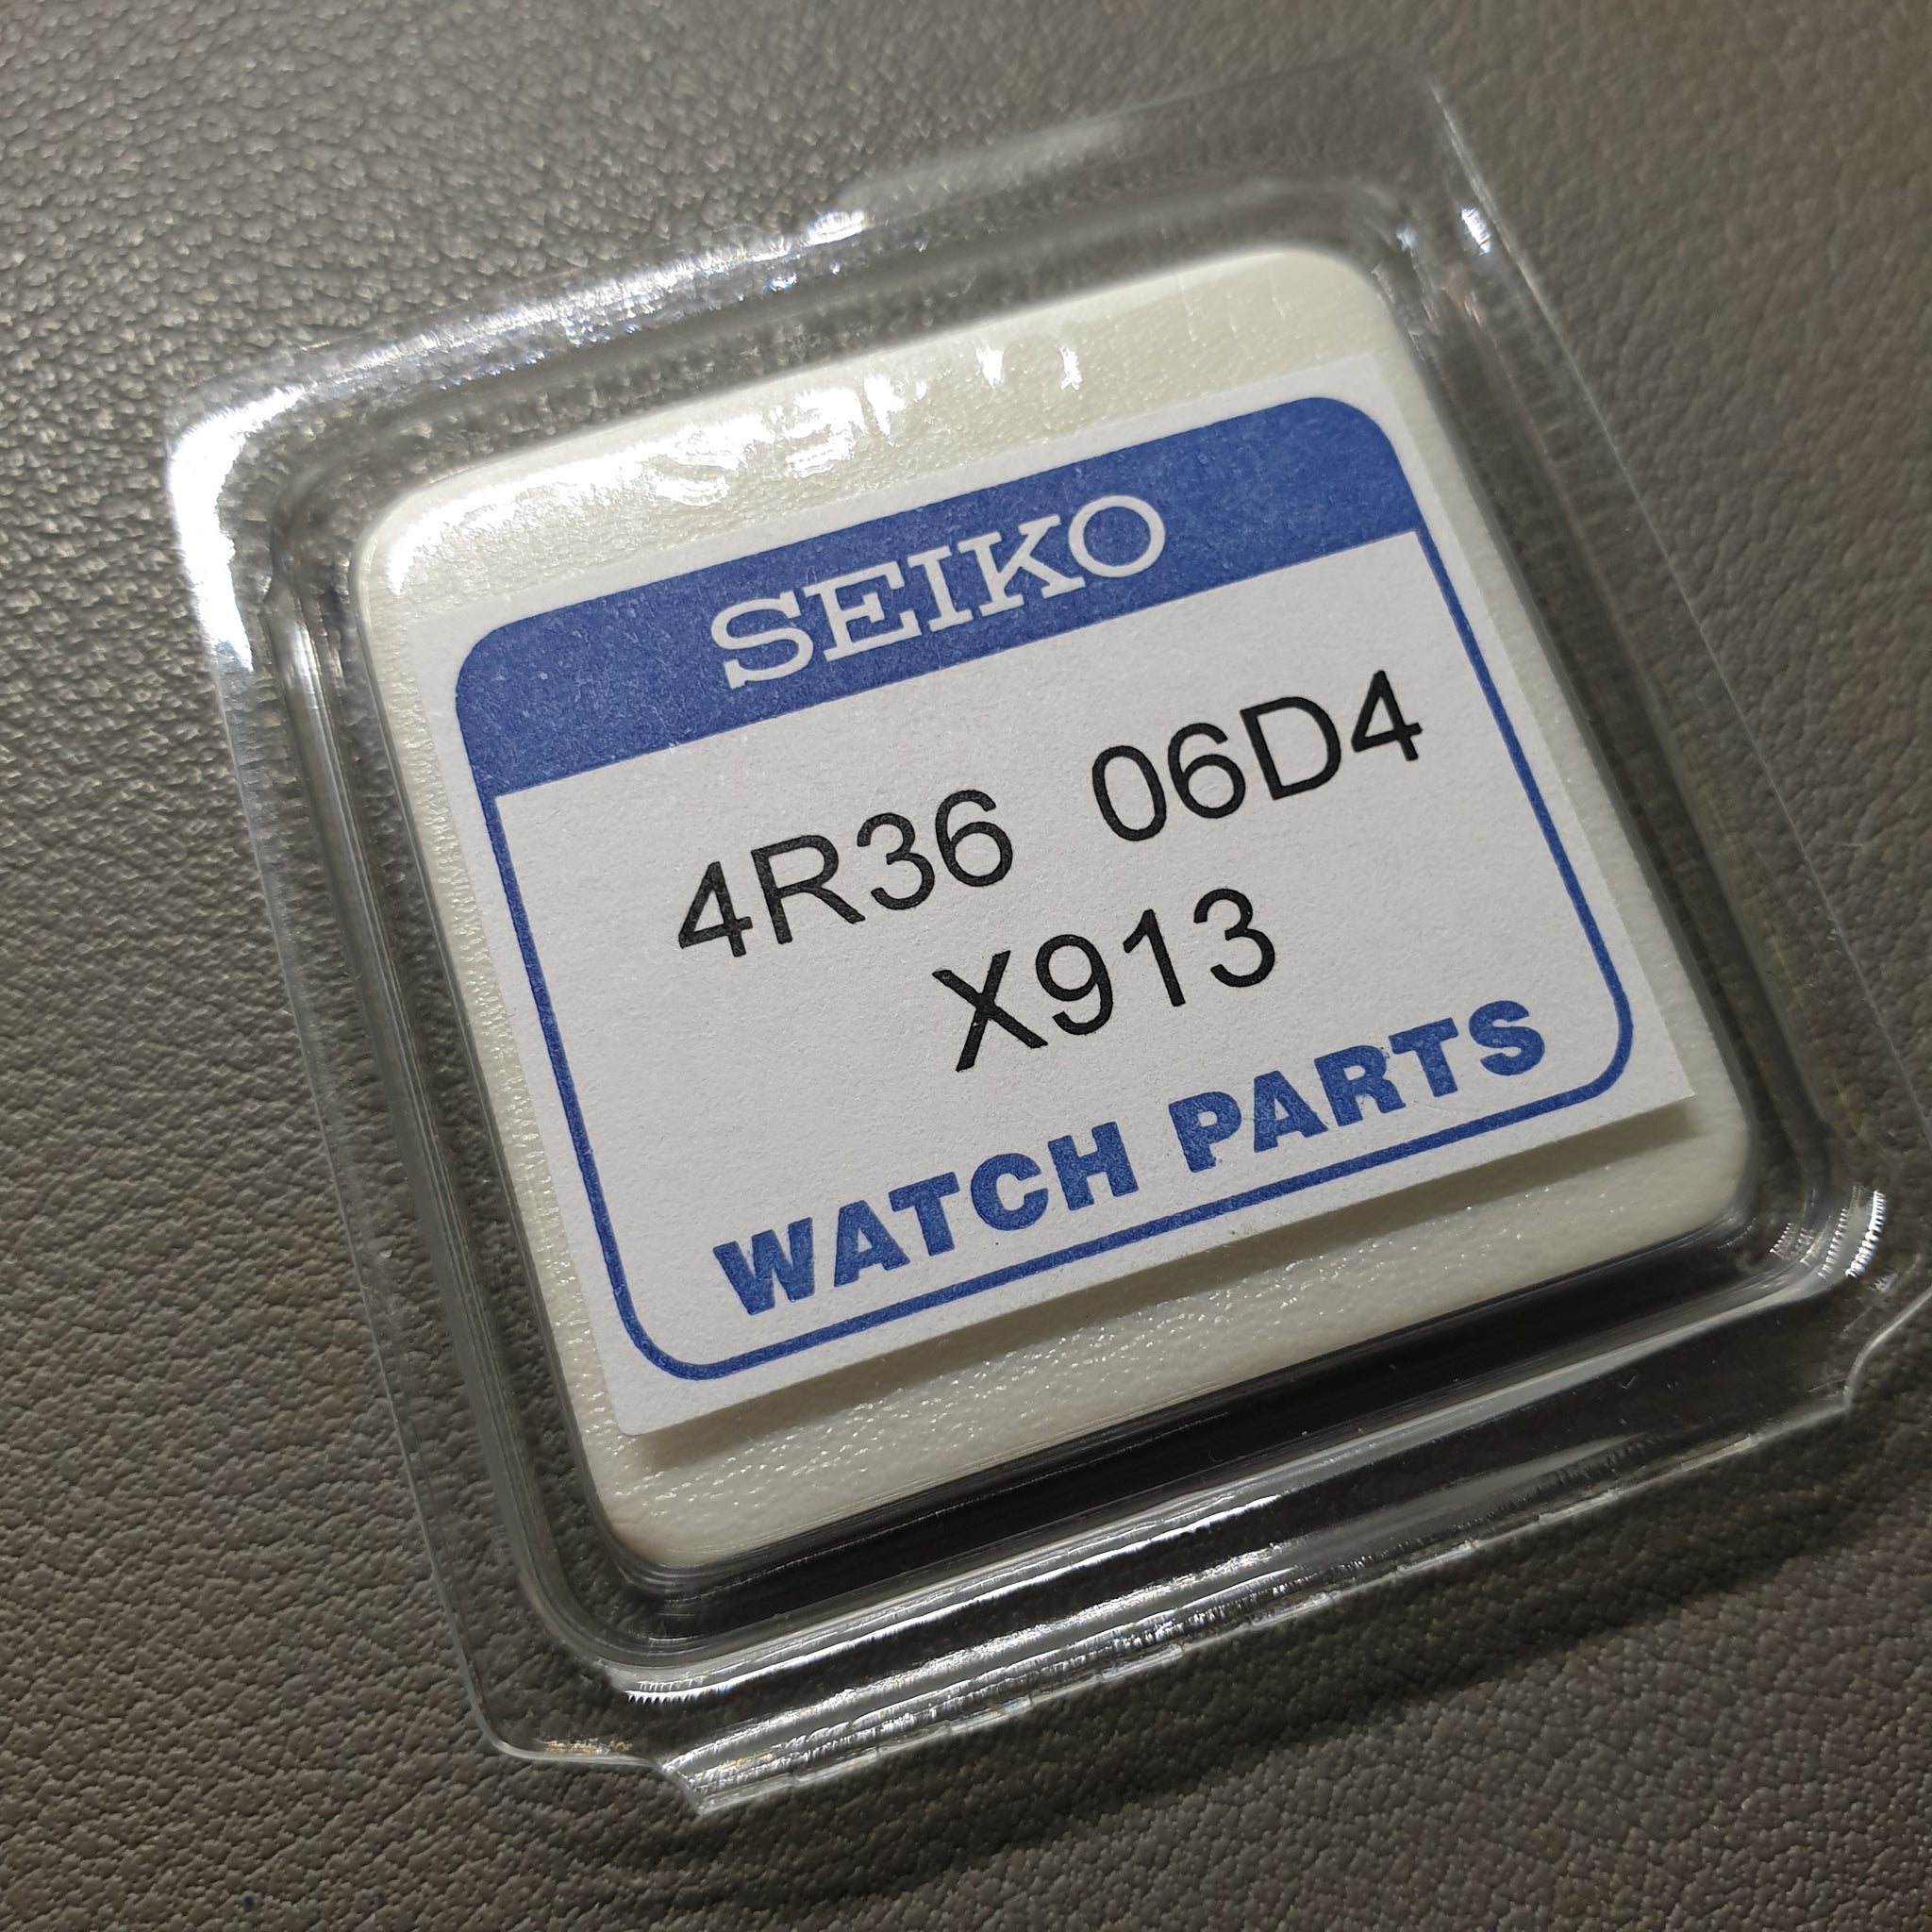 SEIKO
4R36 06D4
X913
WATCH PARTS